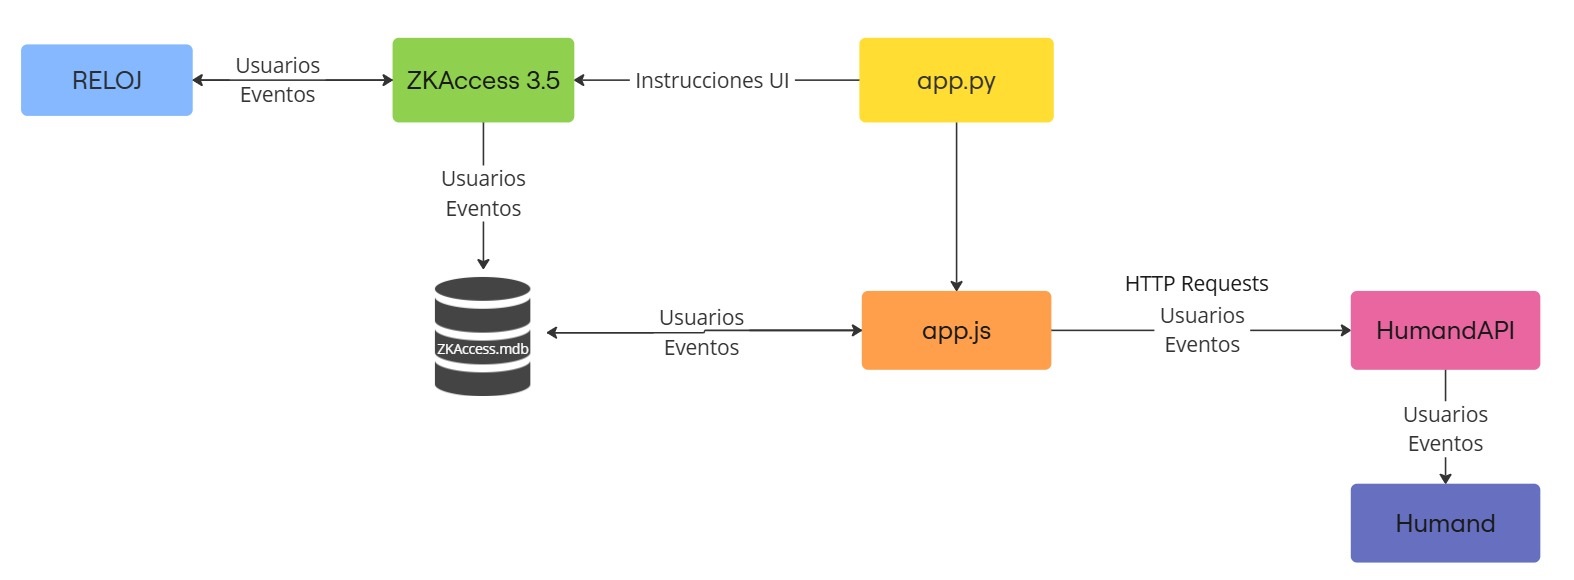 RELOJ
Usuarios
Eventos
ZKAccess 3.5
Instrucciones UI
app.py
Usuarios
Eventos
ZKAccess.mdb
Usuarios
Eventos
app.js
HTTP Requests
Usuarios
Eventos
HumandAPI
Usuarios
Eventos
Humand